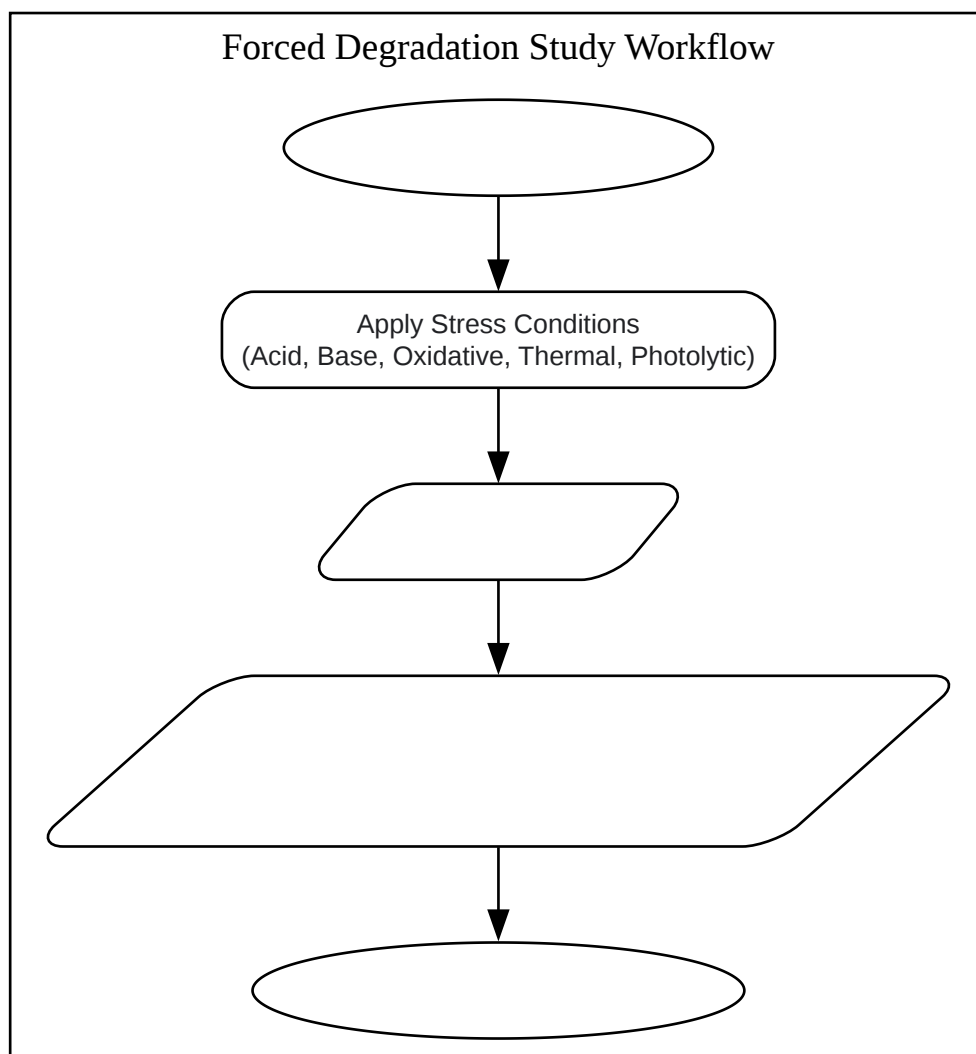 Forced Degradation Study Workflow
Apply Stress Conditions
(Acid, Base, Oxidative, Thermal, Photolytic)